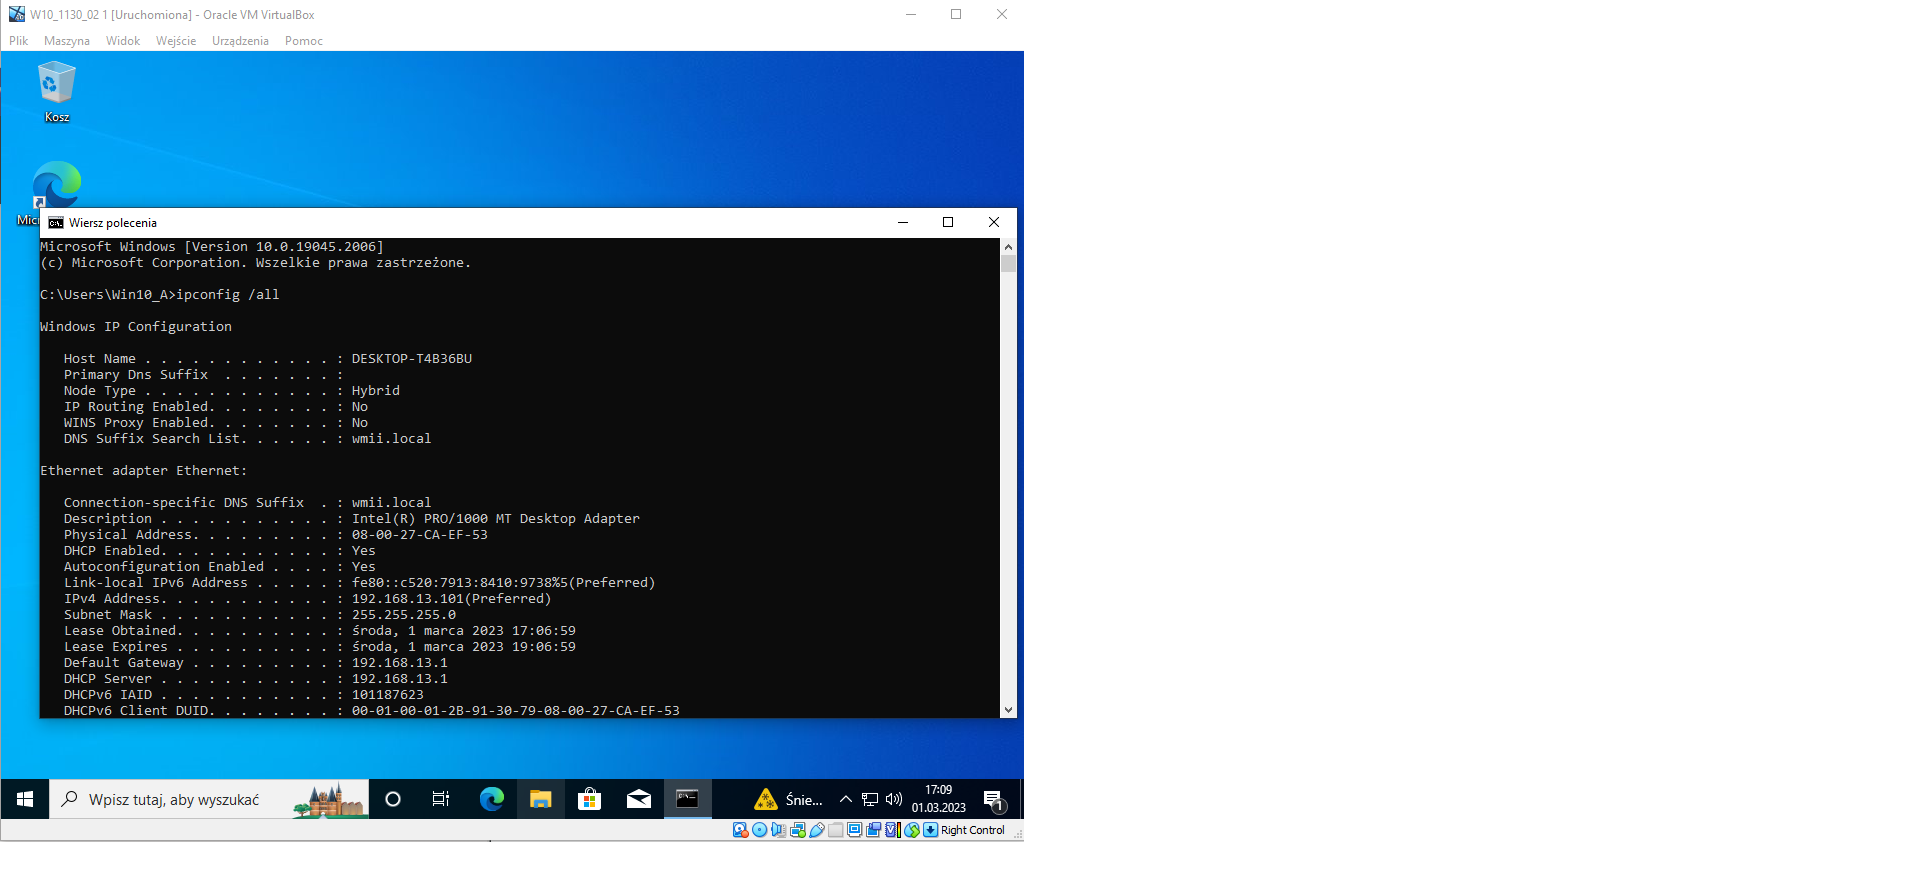 W10_1130_02 1 [Uruchomiona] - Oracle VM VirtualBox
Plik Maszyna Widok Wejście Urządzenia Pomoc
Kosz
Micr
Wiersz polecenia
Microsoft Windows [Version 10.0.19045.2006]
(c) Microsoft Corporation. Wszelkie prawa zastrzeżone.
C:\Users\Win10_A>ipconfig /all
Windows IP Configuration
Host Name . . . . . . . . . . . . : DESKTOP-T4B36BU
Primary Dns Suffix  . . . . . . . :
Node Type . . . . . . . . . . . . : Hybrid
IP Routing Enabled. . . . . . . . : No
WINS Proxy Enabled. . . . . . . . : No
DNS Suffix Search List. . . . . . : wmii.local
Ethernet adapter Ethernet:
Connection-specific DNS Suffix  . : wmii.local
Description . . . . . . . . . . . : Intel(R) PRO/1000 MT Desktop Adapter
Physical Address. . . . . . . . . : 08-00-27-CA-EF-53
DHCP Enabled. . . . . . . . . . . : Yes
Autoconfiguration Enabled . . . . : Yes
Link-local IPv6 Address . . . . . : fe80::c520:7913:8410:9738%5(Preferred)
IPv4 Address. . . . . . . . . . . : 192.168.13.101(Preferred)
Subnet Mask . . . . . . . . . . . : 255.255.255.0
Lease Obtained. . . . . . . . . . : środa, 1 marca 2023 17:06:59
Lease Expires . . . . . . . . . . : środa, 1 marca 2023 19:06:59
Default Gateway . . . . . . . . . : 192.168.13.1
DHCP Server . . . . . . . . . . . : 192.168.13.1
DHCPv6 IAID . . . . . . . . . . . : 101187623
DHCPv6 Client DUID. . . . . . . . : 00-01-00-01-2B-91-30-79-08-00-27-CA-EF-53
Wpisz tutaj, aby wyszukać
Śnie...
17:09
01.03.2023
1
Right Control